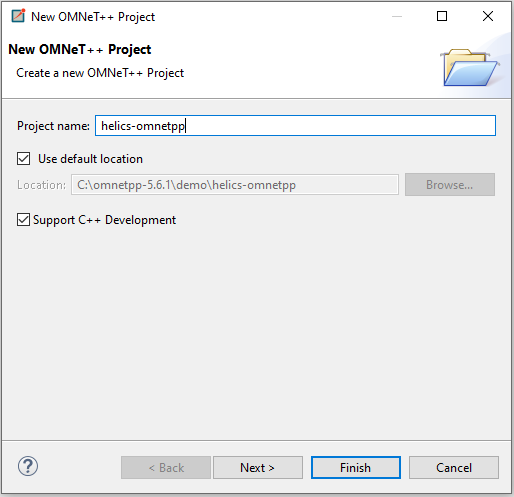 New OMNeT++ Project
New OMNeT++ Project
Create a new OMNeT++ Project
Project name: helics-omnetpp
Use default location
Location: C:\omnetpp-5.6.1\demo\helics-omnetpp Browse...
Support C++ Development
? < Back Next > Finish Cancel